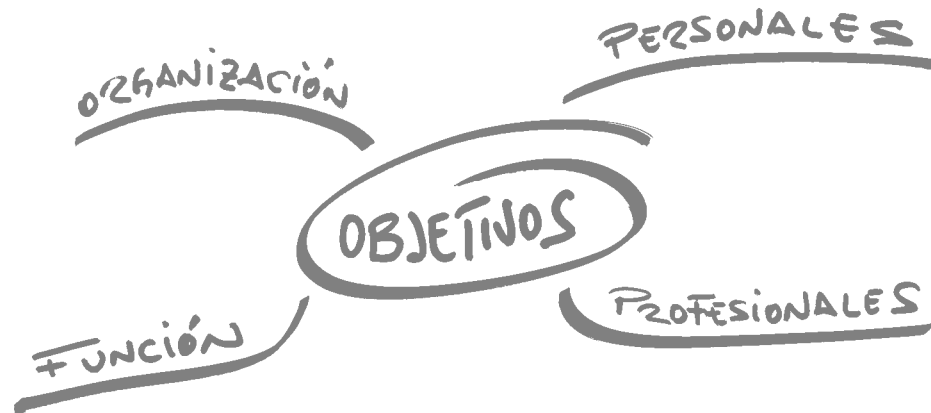 PERSONALES
ORGANIZACIÓN
OBJETIVOS
PROFESIONALES
FUNCIÓN